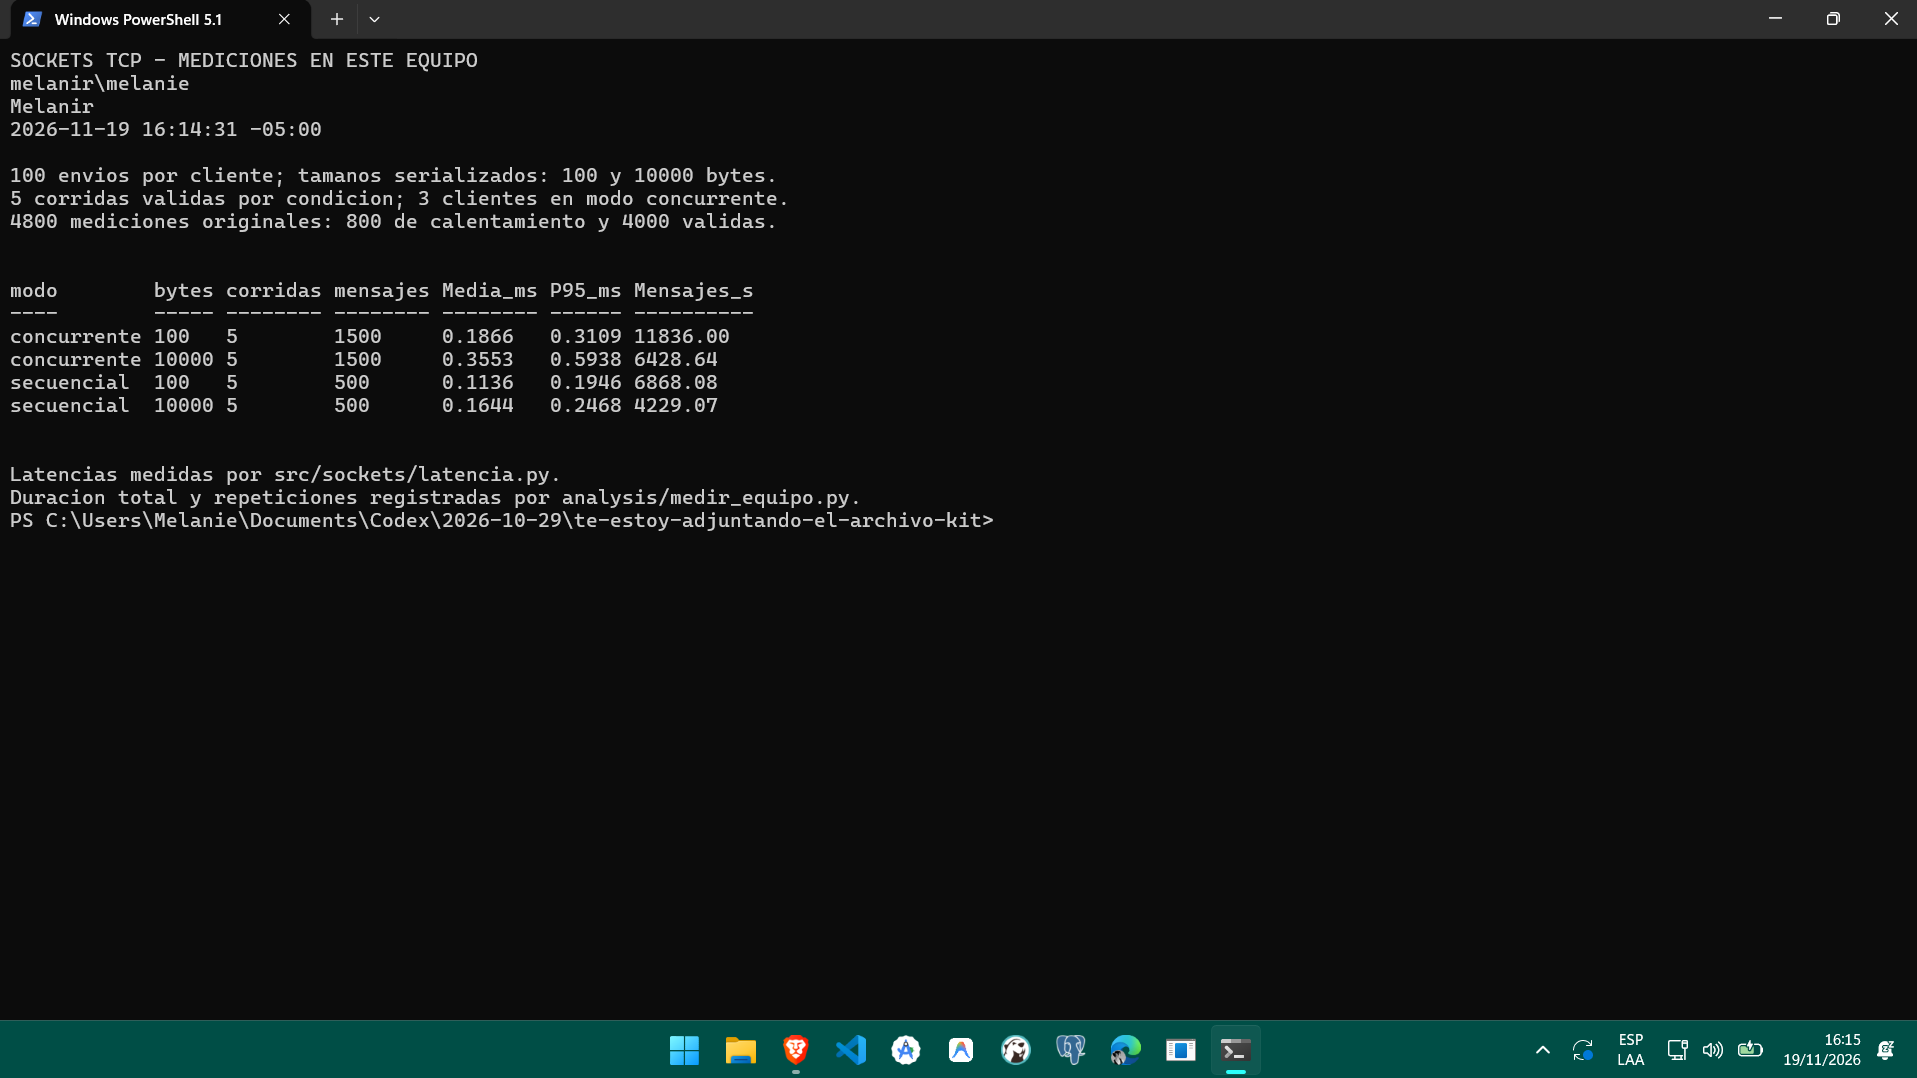 Windows PowerShell 5.1
SOCKETS TCP - MEDICIONES EN ESTE EQUIPO
melanir\melanie
Melanir
2026-11-19 16:14:31 -05:00
100 envios por cliente; tamanos serializados: 100 y 10000 bytes.
5 corridas validas por condicion; 3 clientes en modo concurrente.
4800 mediciones originales: 800 de calentamiento y 4000 validas.
modo bytes corridas mensajes Media_ms P95_ms Mensajes_s
---- ----- -------- -------- -------- ------ ----------
concurrente 100 5 1500 0.1866 0.3109 11836.00
concurrente 10000 5 1500 0.3553 0.5938 6428.64
secuencial 100 5 500 0.1136 0.1946 6868.08
secuencial 10000 5 500 0.1644 0.2468 4229.07
Latencias medidas por src/sockets/latencia.py.
Duracion total y repeticiones registradas por analysis/medir_equipo.py.
PS C:\Users\Melanie\Documents\Codex\2026-10-29\te-estoy-adjuntando-el-archivo-kit>
ESP
LAA
16:15
19/11/2026